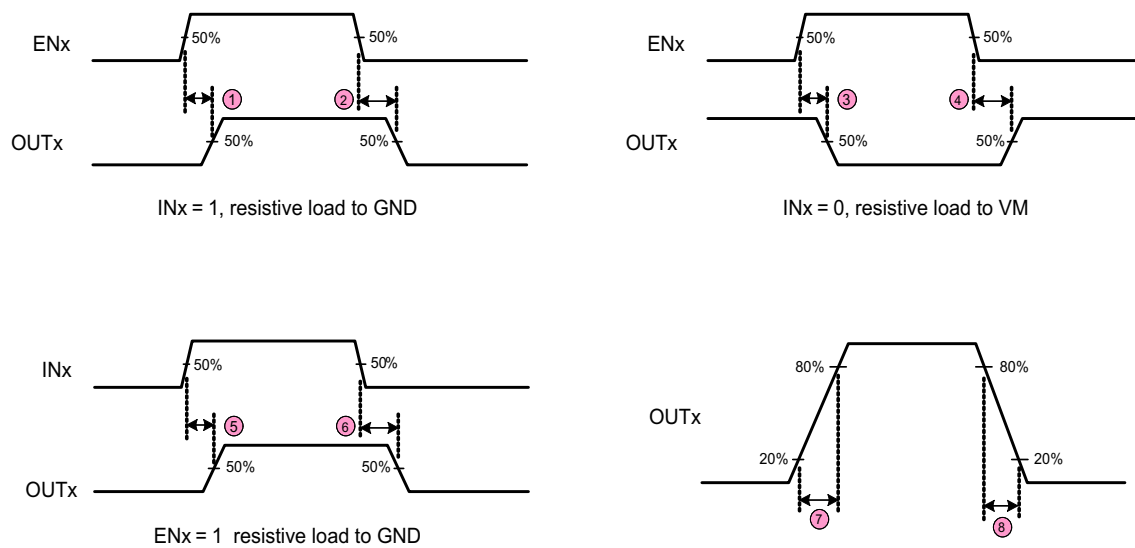 ENx
50%
50%
1
2
OUTx
50%
50%
INx = 1, resistive load to GND
ENx
50%
50%
3
4
OUTx
50%
50%
INx = 0, resistive load to VM
INx
50%
50%
5
6
OUTx
50%
50%
ENx = 1 resistive load to GND
80%
80%
OUTx
20%
20%
7
8